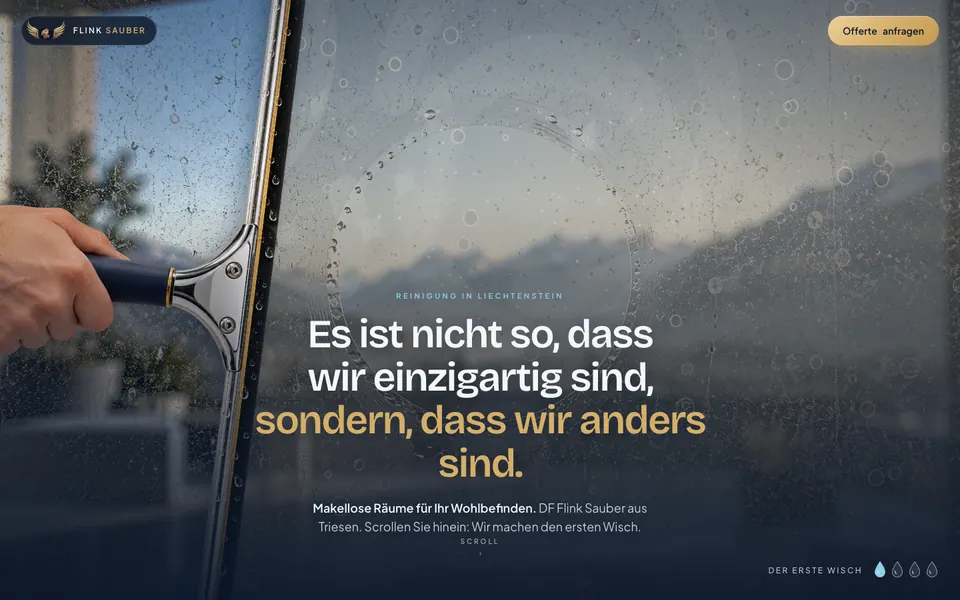 FLINK SAUBER
Offerte anfragen
REINIGUNG IN LIECHTENSTEIN
Es ist nicht so, dass
wir einzigartig sind,
sondern, dass wir anders
sind.
Makellose Räume für Ihr Wohlbefinden. DF Flink Sauber aus
Triesen. Scrollen Sie hinein: Wir machen den ersten Wisch.
SCROLL
DER ERSTE WISCH